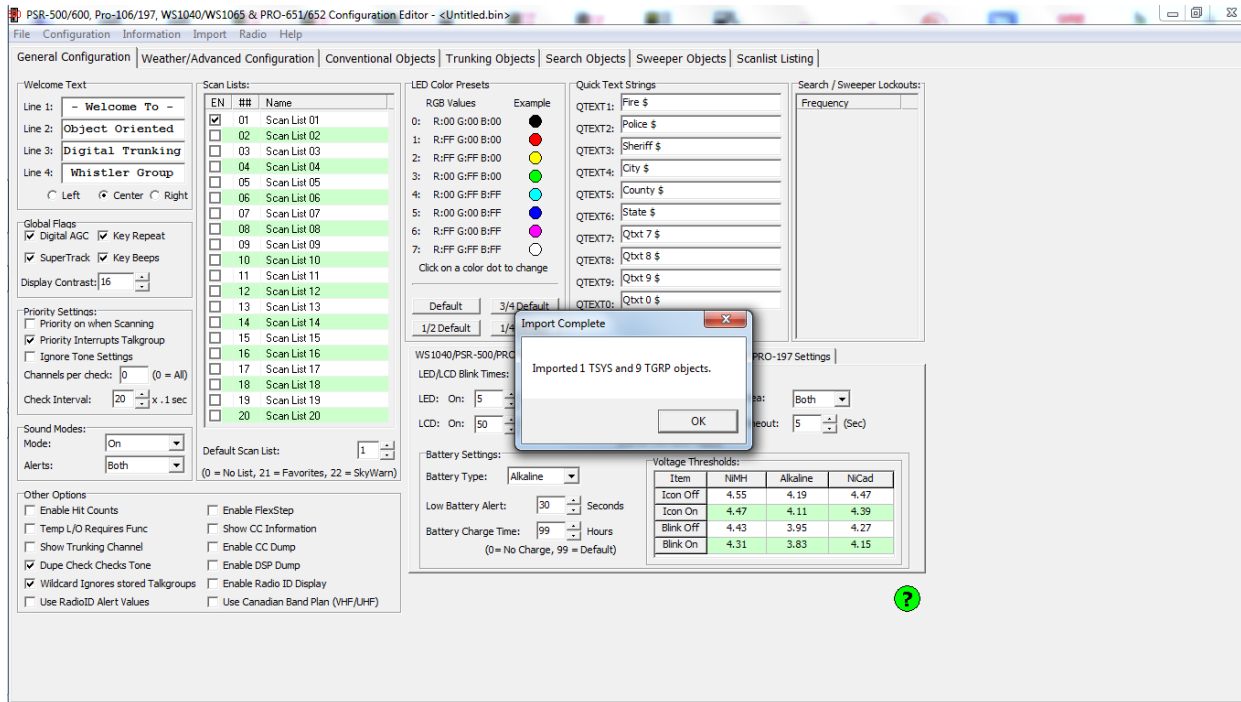 PSR-500/600, Pro-106/197, WS1040/WS1065 & PRO-651/652 Configuration Editor - <Untitled.bin>
File Configuration Information Import Radio Help
General Configuration Weather/Advanced Configuration Conventional Objects Trunking Objects Search Objects Sweeper Objects Scanlist Listing
Welcome Text
Line 1: - Welcome To -
Line 2: Object Oriented
Line 3: Digital Trunking
Line 4: Whistler Group
Left Center Right
Global Flags
Digital AGC Key Repeat
SuperTrack Key Beeps
Display Contrast: 16
Priority Settings:
Priority on when Scanning
Priority Interrupts Talkgroup
Ignore Tone Settings
Channels per check: 0 (0 = All)
Check Interval: 20 x .1 sec
Sound Modes:
Mode: On
Alerts: Both
Scan Lists:
EN ## Name
01 Scan List 01
02 Scan List 02
03 Scan List 03
04 Scan List 04
05 Scan List 05
06 Scan List 06
07 Scan List 07
08 Scan List 08
09 Scan List 09
10 Scan List 10
11 Scan List 11
12 Scan List 12
13 Scan List 13
14 Scan List 14
15 Scan List 15
16 Scan List 16
17 Scan List 17
18 Scan List 18
19 Scan List 19
20 Scan List 20
Default Scan List: 1
(0 = No List, 21 = Favorites, 22 = SkyWarn)
Other Options
Enable Hit Counts Enable FlexStep
Temp L/O Requires Func Show CC Information
Show Trunking Channel Enable CC Dump
Dupe Check Checks Tone Enable DSP Dump
Wildcard Ignores stored Talkgroups Enable Radio ID Display
Use RadioID Alert Values Use Canadian Band Plan (VHF/UHF)
LED Color Presets
RGB Values Example
0: R:00 G:00 B:00
1: R:FF G:00 B:00
2: R:FF G:FF B:00
3: R:00 G:FF B:00
4: R:00 G:FF B:FF
5: R:00 G:00 B:FF
6: R:FF G:00 B:FF
7: R:FF G:FF B:FF
Click on a color dot to change
Default 3/4 Default
1/2 Default 1/4
Quick Text Strings
QTEXT1: Fire $
QTEXT2: Police $
QTEXT3: Sheriff $
QTEXT4: City $
QTEXT5: County $
QTEXT6: State $
QTEXT7: Qtxt 7 $
QTEXT8: Qtxt 8 $
QTEXT9: Qtxt 9 $
QTEXT0: Qtxt 0 $
Search / Sweeper Lockouts:
Frequency
Import Complete
Imported 1 TSYS and 9 TGRP objects.
OK
WS1040/PSR-500/PRO PRO-197 Settings
LED/LCD Blink Times:
LED: On: 5 Both
LCD: On: 50 5 (Sec)
Battery Settings:
Battery Type: Alkaline
Low Battery Alert: 30 Seconds
Battery Charge Time: 99 Hours
(0= No Charge, 99 = Default)
Voltage Thresholds:
Item NiMH Alkaline NiCad
Icon Off 4.55 4.19 4.47
Icon On 4.47 4.11 4.39
Blink Off 4.43 3.95 4.27
Blink On 4.31 3.83 4.15
?